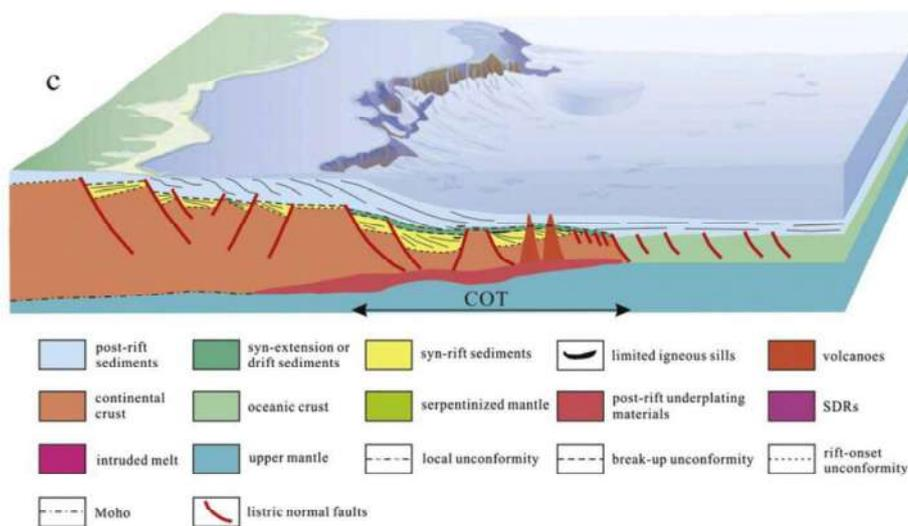 c
COT
post-rift
sediments
syn-extension or
drift sediments
syn-rift sediments
limited igneous sills
volcanoes
continental
crust
oceanic crust
serpentinized mantle
post-rift underplating
materials
SDRs
intruded melt
upper mantle
local unconformity
break-up unconformity
rift-onset
unconformity
Moho
listric normal faults